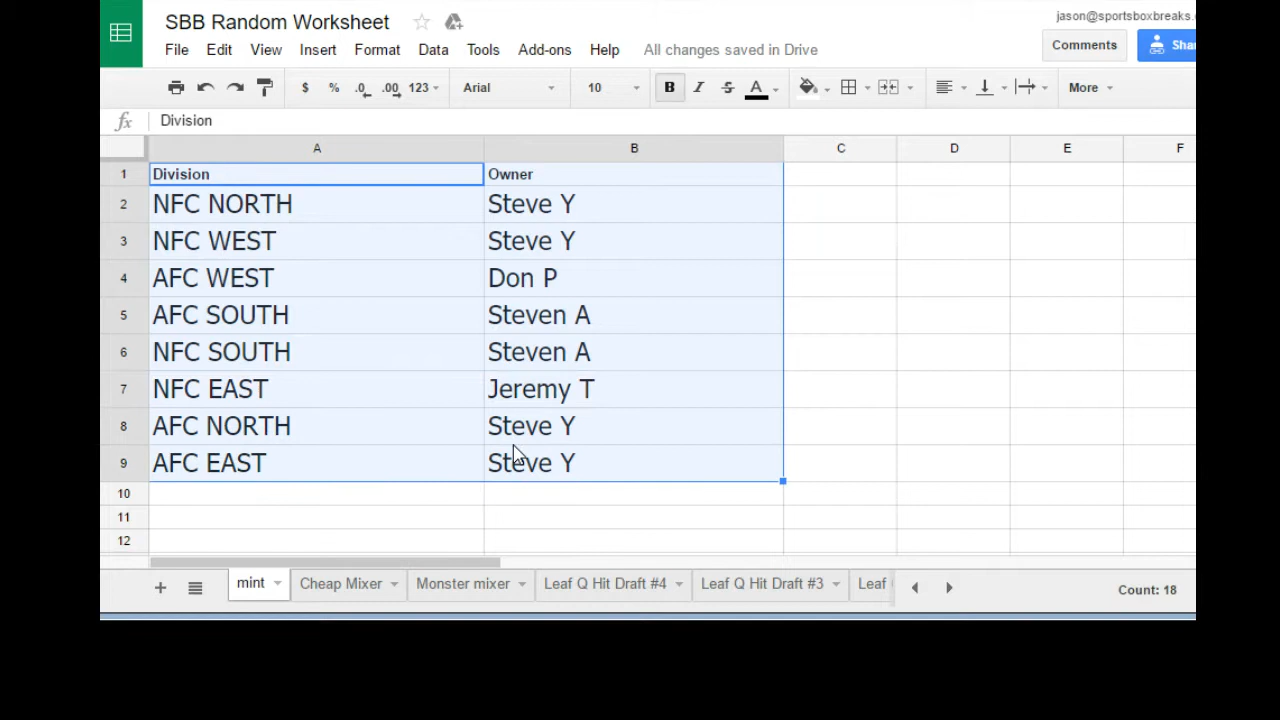 SBB Random Worksheet
jason@sportsboxbreaks.
File Edit View Insert Format Data Tools Add-ons Help All changes saved in Drive
Comments
$ % .0 .00 123 Arial 10 B I S A More
fx Division
A B C D E F
1 Division Owner
2 NFC NORTH Steve Y
3 NFC WEST Steve Y
4 AFC WEST Don P
5 AFC SOUTH Steven A
6 NFC SOUTH Steven A
7 NFC EAST Jeremy T
8 AFC NORTH Steve Y
9 AFC EAST Steve Y
10
11
12
mint Cheap Mixer Monster mixer Leaf Q Hit Draft #4 Leaf Q Hit Draft #3 Leaf Count: 18